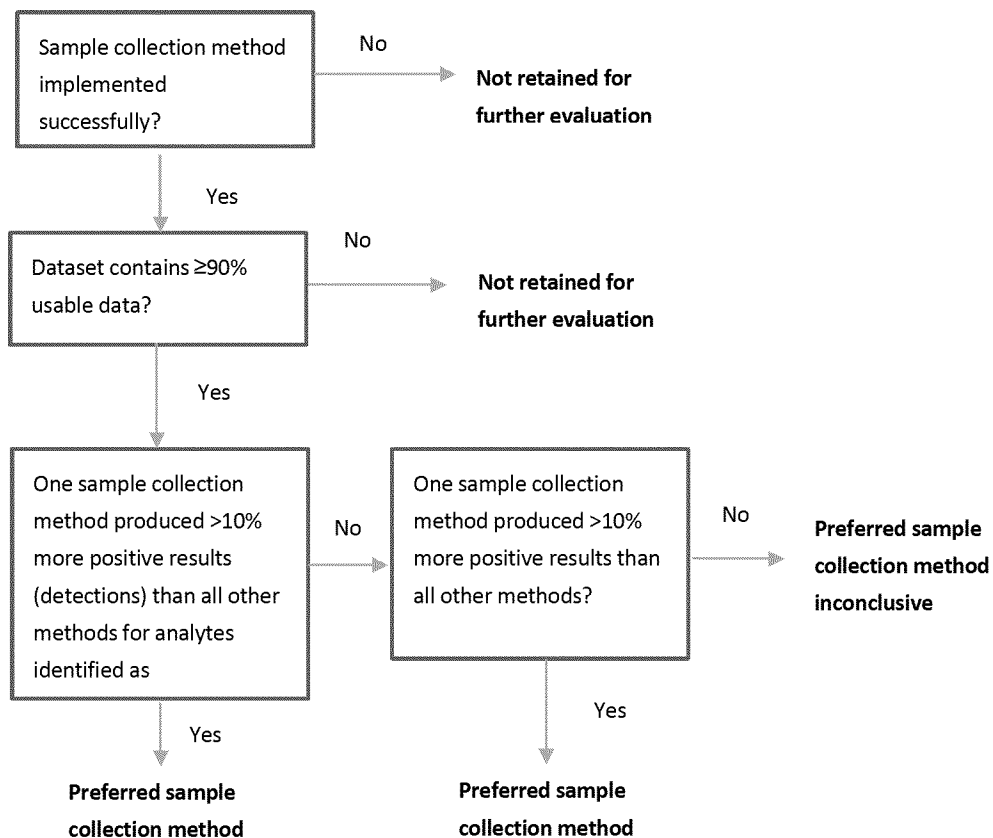 Sample collection method
implemented
successfully?
No
Not retained for
further evaluation
Yes
Dataset contains ≥90%
usable data?
No
Not retained for
further evaluation
Yes
One sample collection
method produced >10%
more positive results
(detections) than all other
methods for analytes
identified as
No
One sample collection
method produced >10%
more positive results than
all other methods?
No
Preferred sample
collection method
inconclusive
Yes
Preferred sample
collection method
Yes
Preferred sample
collection method